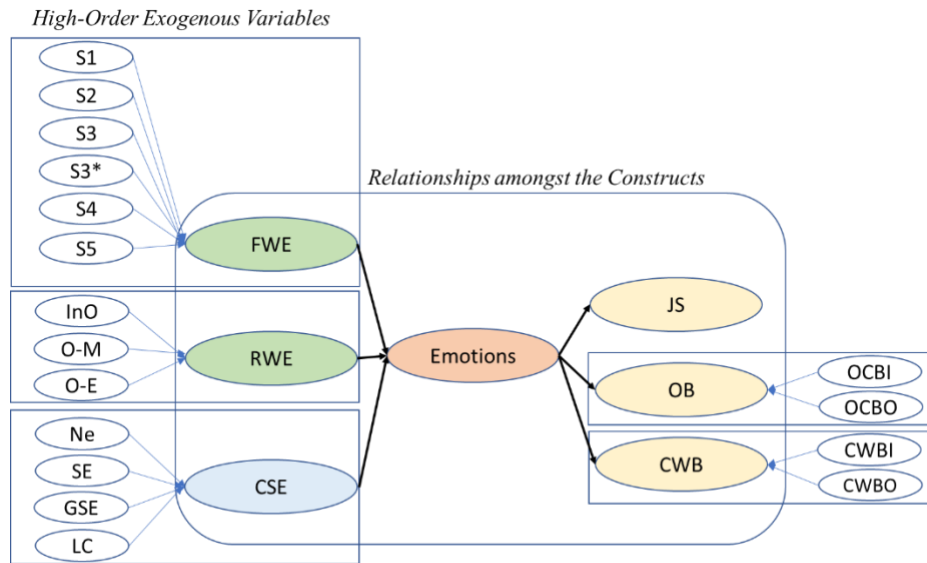 High-Order Exogenous Variables
S1
S2
S3
S3*
S4
S5
Relationships amongst the Constructs
FWE
InO
O-M
O-E
RWE
Emotions
JS
OB
OCBI
OCBO
CWB
CWBI
CWBO
Ne
SE
GSE
LC
CSE